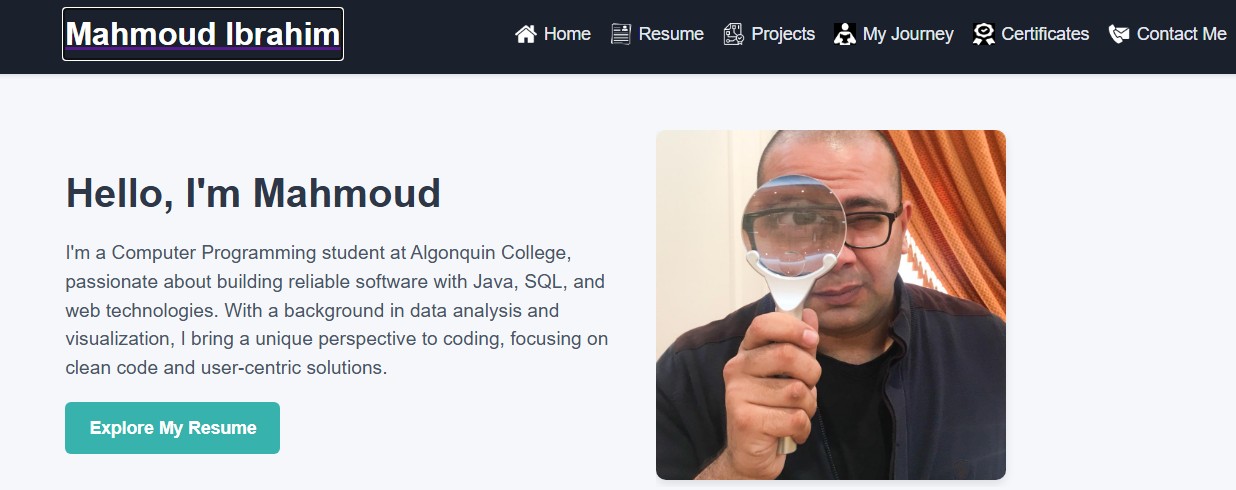 Mahmoud Ibrahim
Home
Resume
Projects
My Journey
Certificates
Contact Me
Hello, I'm Mahmoud
I'm a Computer Programming student at Algonquin College,
passionate about building reliable software with Java, SQL, and
web technologies. With a background in data analysis and
visualization, I bring a unique perspective to coding, focusing on
clean code and user-centric solutions.
Explore My Resume